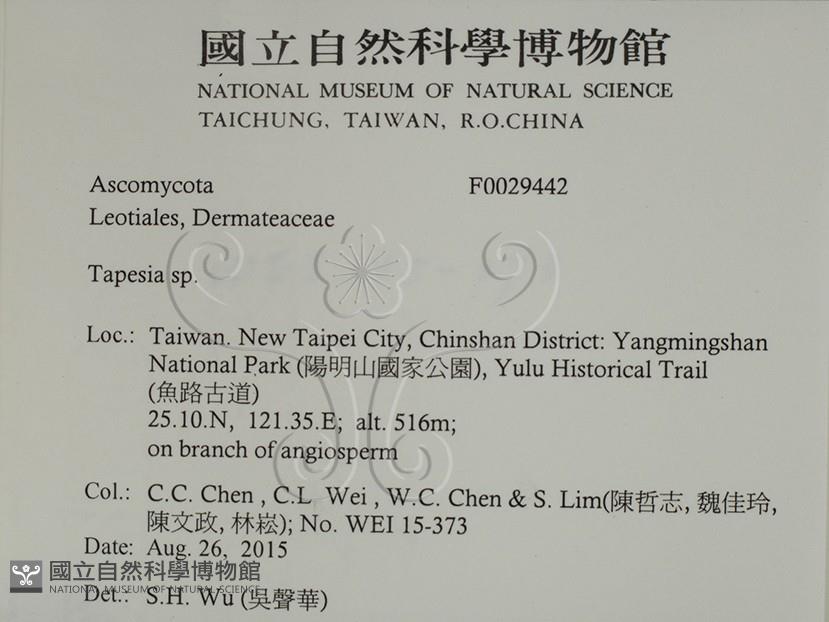 國立自然科學博物館
NATIONAL MUSEUM OF NATURAL SCIENCE
TAICHUNG, TAIWAN, R.O.CHINA
Ascomycota F0029442
Leotiales, Dermateaceae
Tapesia sp.
Loc.: Taiwan. New Taipei City, Chinshan District: Yangmingshan
National Park (陽明山國家公園), Yulu Historical Trail
(魚路古道)
25.10.N, 121.35.E; alt. 516m;
on branch of angiosperm
Col.: C.C. Chen , C.L Wei , W.C. Chen & S. Lim(陳哲志, 魏佳玲,
陳文政, 林崧); No. WEI 15-373
Date: Aug. 26, 2015
國立自然科學博物館
NATIONAL MUSEUM OF NATURAL SCIENCE
Det.: S.H. Wu (吳聲華)